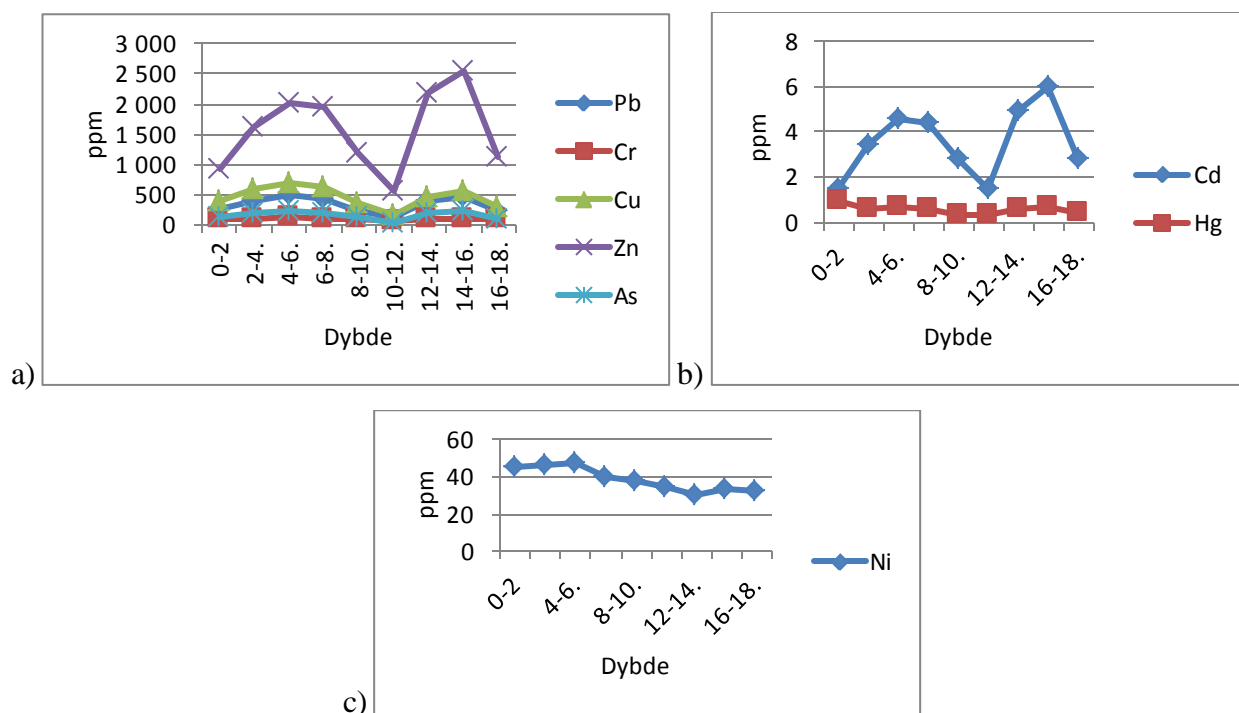 3 000
2 500
2 000
1 500
1 000
500
0
ppm
0-2
2-4.
4-6.
6-8.
8-10.
10-12.
12-14.
14-16.
16-18.
Dybde
Pb
Cr
Cu
Zn
As
a)
8
6
4
2
0
ppm
0-2
4-6.
8-10.
12-14.
16-18.
Dybde
Cd
Hg
b)
60
40
20
0
ppm
0-2
4-6.
8-10.
12-14.
16-18.
Dybde
Ni
c)